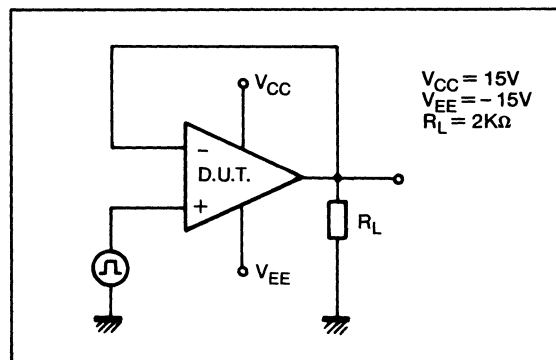 V_CC
V_CC = 15V
V_EE = – 15V
R_L = 2KΩ
–
D.U.T.
+
R_L
V_EE